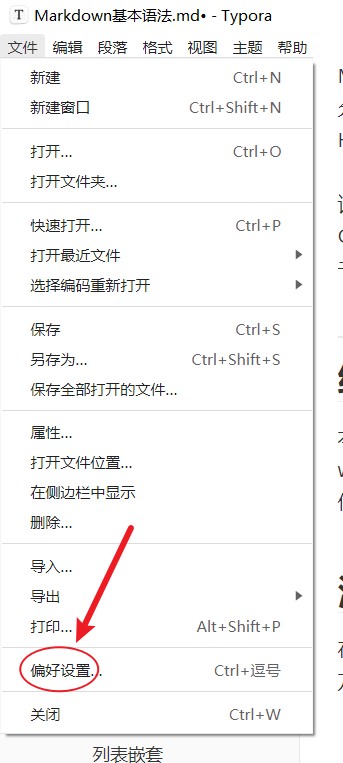 T Markdown基本语法.md• - Typora
文件 编辑 段落 格式 视图 主题 帮助
新建 Ctrl+N
新建窗口 Ctrl+Shift+N
打开... Ctrl+O
打开文件夹...
快速打开... Ctrl+P
打开最近文件
选择编码重新打开
保存 Ctrl+S
另存为... Ctrl+Shift+S
保存全部打开的文件...
属性...
打开文件位置...
在侧边栏中显示
删除...
导入...
导出
打印... Alt+Shift+P
偏好设置... Ctrl+逗号
关闭 Ctrl+W
列表嵌套